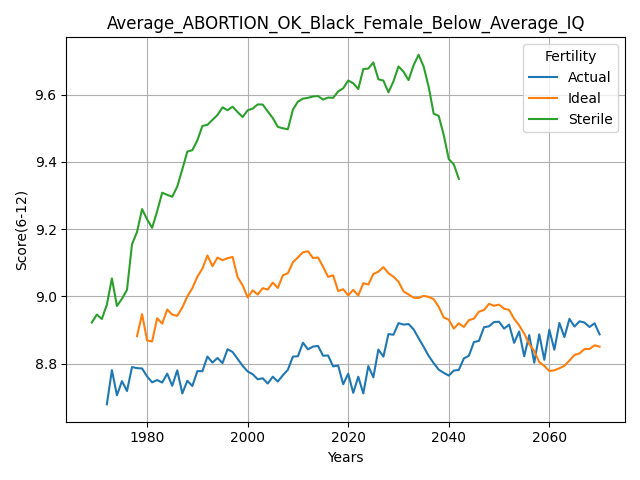 Average_ABORTION_OK_Black_Female_Below_Average_IQ
Fertility
Actual
Ideal
Sterile
Score(6-12)
9.6
9.4
9.2
9.0
8.8
1980
2000
2020
2040
2060
Years